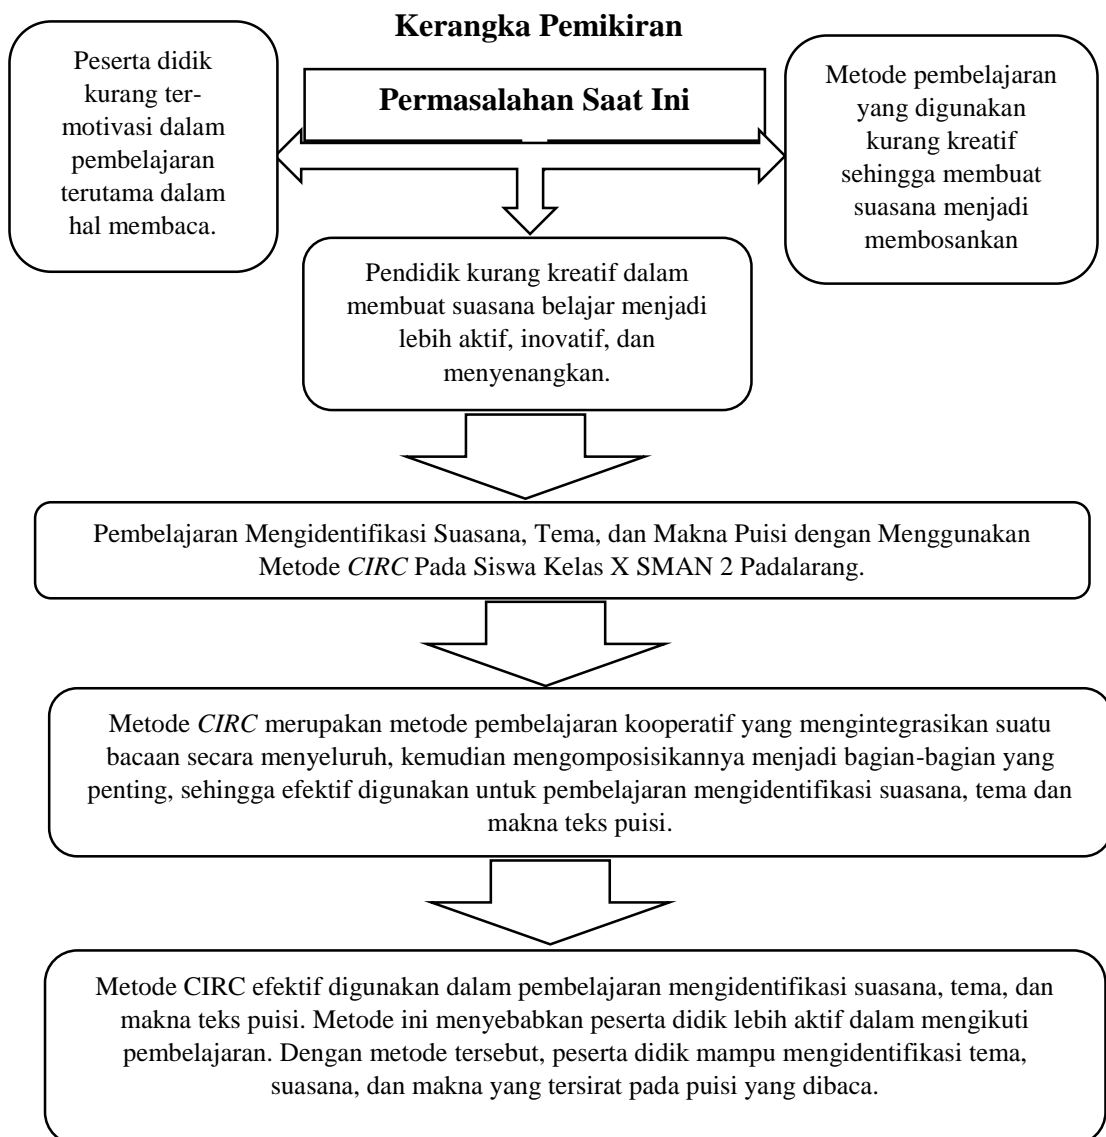 Kerangka Pemikiran
Permasalahan Saat Ini
Peserta didik
kurang ter-
motivasi dalam
pembelajaran
terutama dalam
hal membaca.
Metode pembelajaran
yang digunakan
kurang kreatif
sehingga membuat
suasana menjadi
membosankan
Pendidik kurang kreatif dalam
membuat suasana belajar menjadi
lebih aktif, inovatif, dan
menyenangkan.
Pembelajaran Mengidentifikasi Suasana, Tema, dan Makna Puisi dengan Menggunakan
Metode CIRC Pada Siswa Kelas X SMAN 2 Padalarang.
Metode CIRC merupakan metode pembelajaran kooperatif yang mengintegrasikan suatu
bacaan secara menyeluruh, kemudian mengomposisikannya menjadi bagian-bagian yang
penting, sehingga efektif digunakan untuk pembelajaran mengidentifikasi suasana, tema dan
makna teks puisi.
Metode CIRC efektif digunakan dalam pembelajaran mengidentifikasi suasana, tema, dan
makna teks puisi. Metode ini menyebabkan peserta didik lebih aktif dalam mengikuti
pembelajaran. Dengan metode tersebut, peserta didik mampu mengidentifikasi tema,
suasana, dan makna yang tersirat pada puisi yang dibaca.